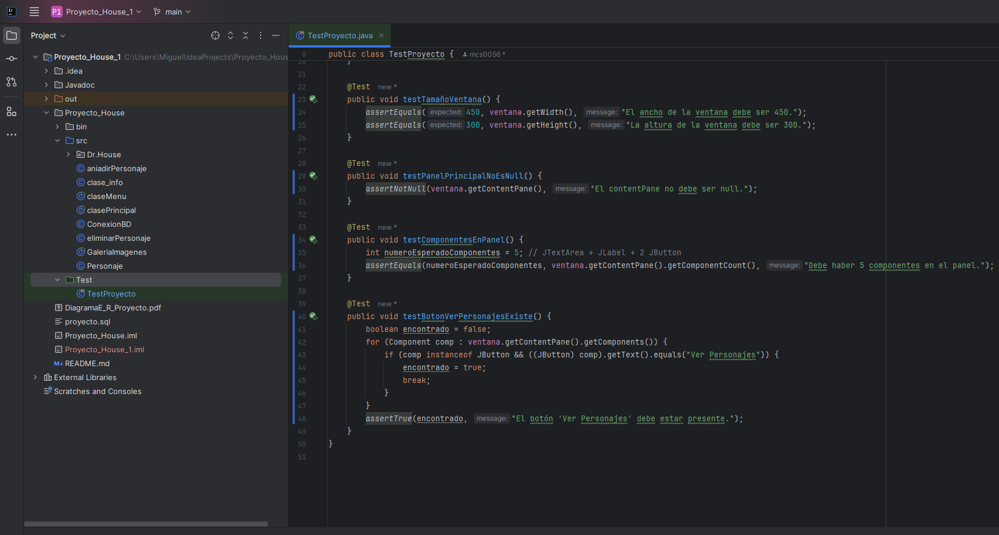 P1 Proyecto_House_1 main
Project
Proyecto_House_1 C:\Users\Miguel\IdeaProjects\Proyecto_Hous
.idea
Javadoc
out
Proyecto_House
bin
src
Dr.House
aniadirPersonaje
clase_info
claseMenu
clasePrincipal
ConexionBD
eliminarPersonaje
GaleriaImagenes
Personaje
Test
TestProyecto
DiagramaE_R_Proyecto.pdf
proyecto.sql
Proyecto_House.iml
Proyecto_House_1.iml
M↓ README.md
External Libraries
Scratches and Consoles
TestProyecto.java
8 public class TestProyecto { mcs0056 *
20 }
21
22 @Test new *
23 public void testTamañoVentana() {
24 assertEquals( expected: 450, ventana.getWidth(), message: "El ancho de la ventana debe ser 450.");
25 assertEquals( expected: 300, ventana.getHeight(), message: "La altura de la ventana debe ser 300.");
26 }
27
28 @Test new *
29 public void testPanelPrincipalNoEsNull() {
30 assertNotNull(ventana.getContentPane(), message: "El contentPane no debe ser null.");
31 }
32
33 @Test new *
34 public void testComponentesEnPanel() {
35 int numeroEsperadoComponentes = 5; // JTextArea + JLabel + 2 JButton
36 assertEquals(numeroEsperadoComponentes, ventana.getContentPane().getComponentCount(), message: "Debe haber 5 componentes en el panel.");
37 }
38
39 @Test new *
40 public void testBotonVerPersonajesExiste() {
41 boolean encontrado = false;
42 for (Component comp : ventana.getContentPane().getComponents()) {
43 if (comp instanceof JButton && ((JButton) comp).getText().equals("Ver Personajes")) {
44 encontrado = true;
45 break;
46 }
47 }
48 assertTrue(encontrado, message: "El botón 'Ver Personajes' debe estar presente.");
49 }
50 }
51